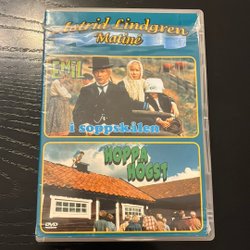 Astrid Lindgren
Matiné
EMIL
i soppskålen
HOPPA
HÖGST
DVD